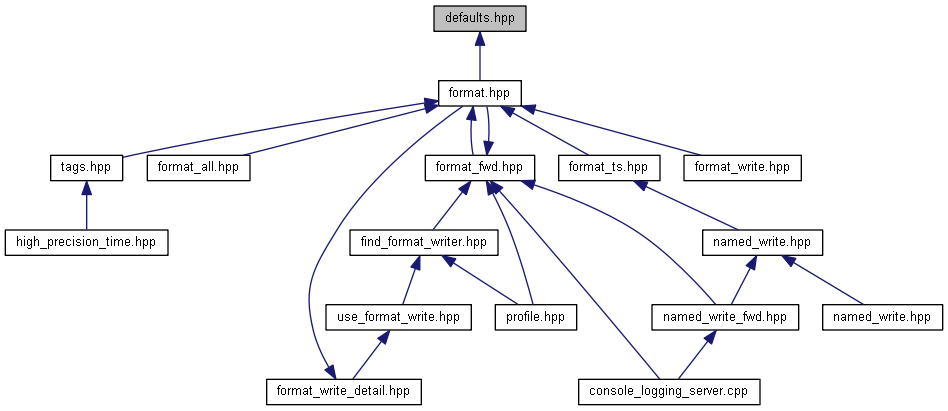 defaults.hpp
format.hpp
tags.hpp
format_all.hpp
format_fwd.hpp
format_ts.hpp
format_write.hpp
high_precision_time.hpp
find_format_writer.hpp
named_write.hpp
use_format_write.hpp
profile.hpp
named_write_fwd.hpp
named_write.hpp
format_write_detail.hpp
console_logging_server.cpp